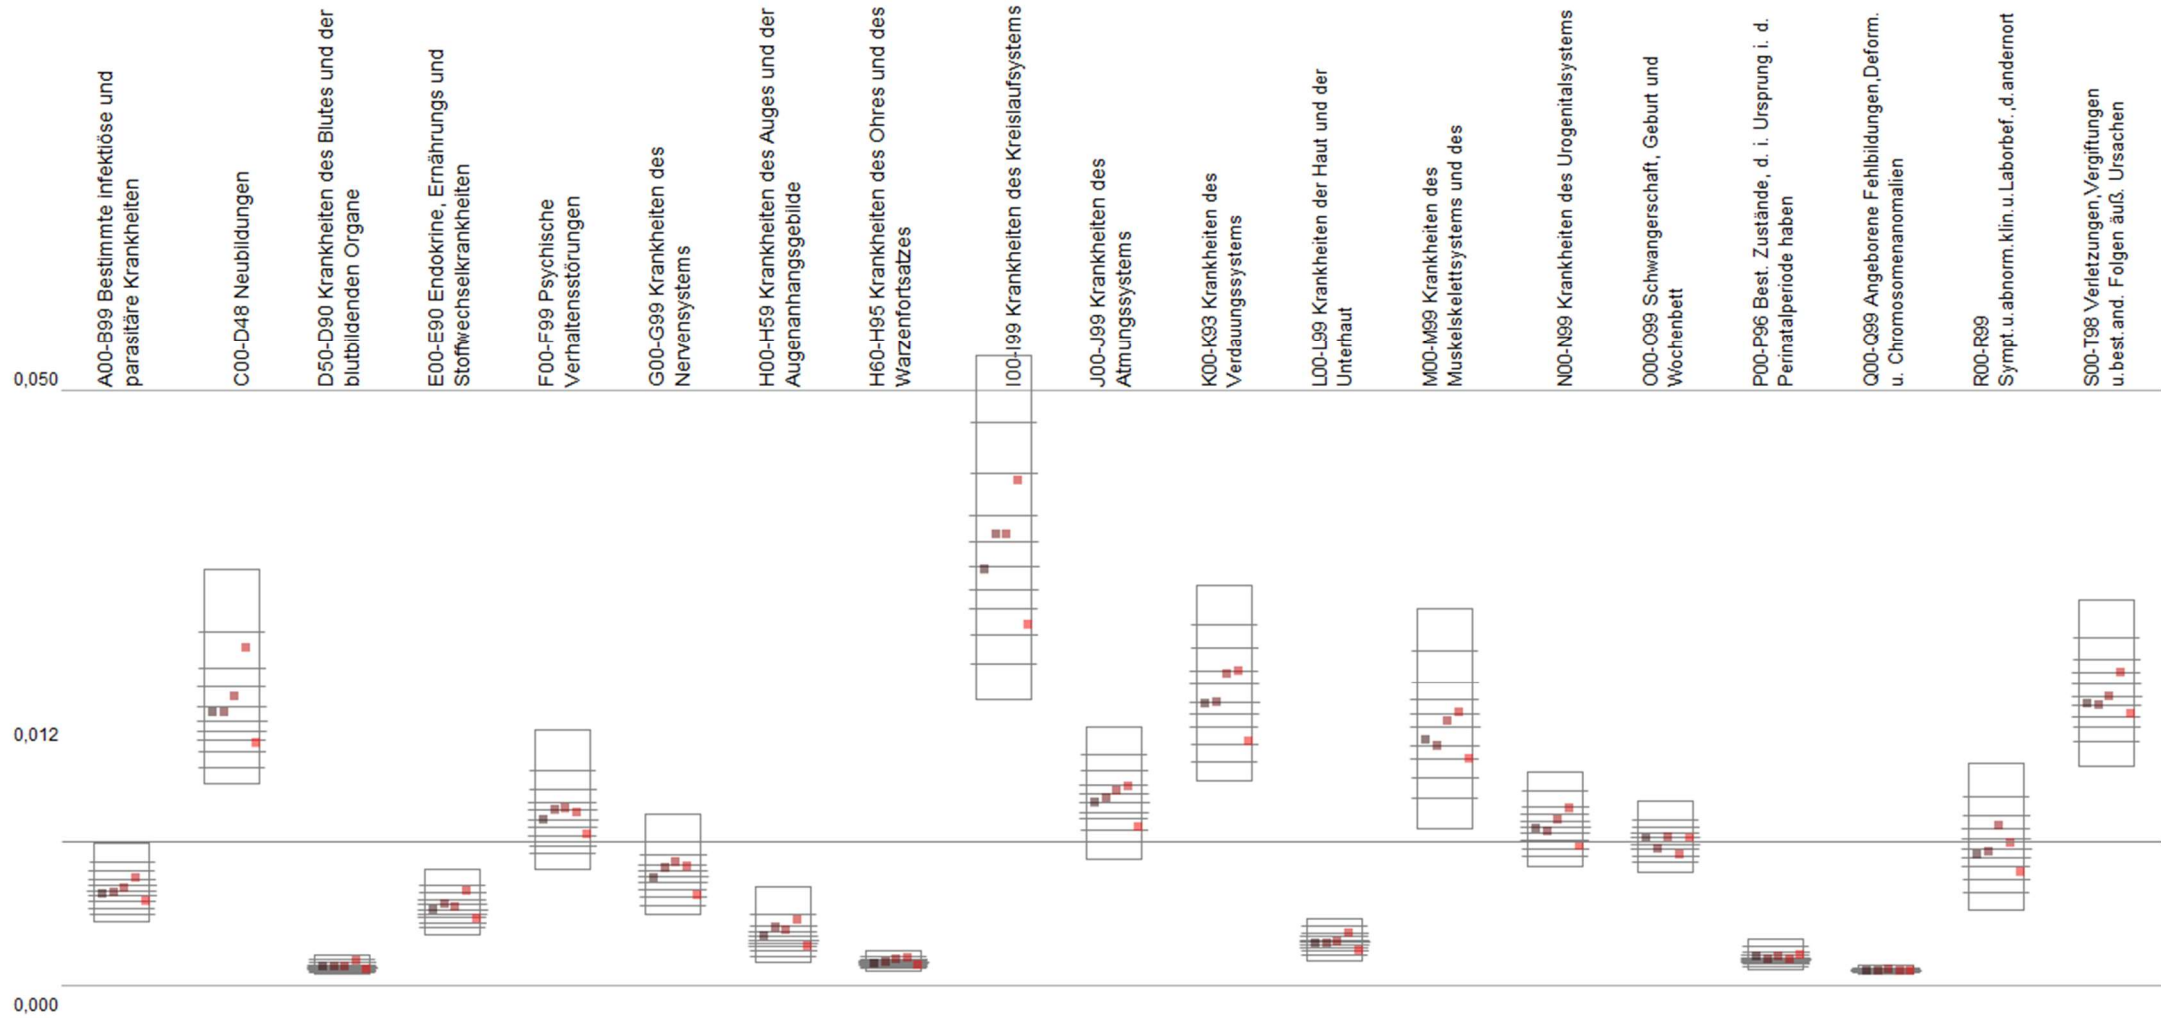 A00-B99 Bestimmte infektiöse und
parasitäre Krankheiten
C00-D48 Neubildungen
D50-D90 Krankheiten des Blutes und der
blutbildenden Organe
E00-E90 Endokrine, Ernährungs und
Stoffwechselkrankheiten
F00-F99 Psychische
Verhaltensstörungen
G00-G99 Krankheiten des
Nervensystems
H00-H59 Krankheiten des Auges und der
Augenanhangsgebilde
H60-H95 Krankheiten des Ohres und des
Warzenfortsatzes
I00-I99 Krankheiten des Kreislaufsystems
J00-J99 Krankheiten des
Atmungssystems
K00-K93 Krankheiten des
Verdauungssystems
L00-L99 Krankheiten der Haut und der
Unterhaut
M00-M99 Krankheiten des
Muskelskelettsystems und des
N00-N99 Krankheiten des Urogenitalsystems
O00-O99 Schwangerschaft, Geburt und
Wochenbett
P00-P96 Best. Zustände, d. i. Ursprung i. d.
Perinatalperiode haben
Q00-Q99 Angeborene Fehlbildungen,Deform.
u. Chromosomenanomalien
R00-R99
Sympt.u.abnorm.klin.u.Laborbef.,d.andernort
S00-T98 Verletzungen,Vergiftungen
u.best.and. Folgen äuß. Ursachen
0,050
0,012
0,000